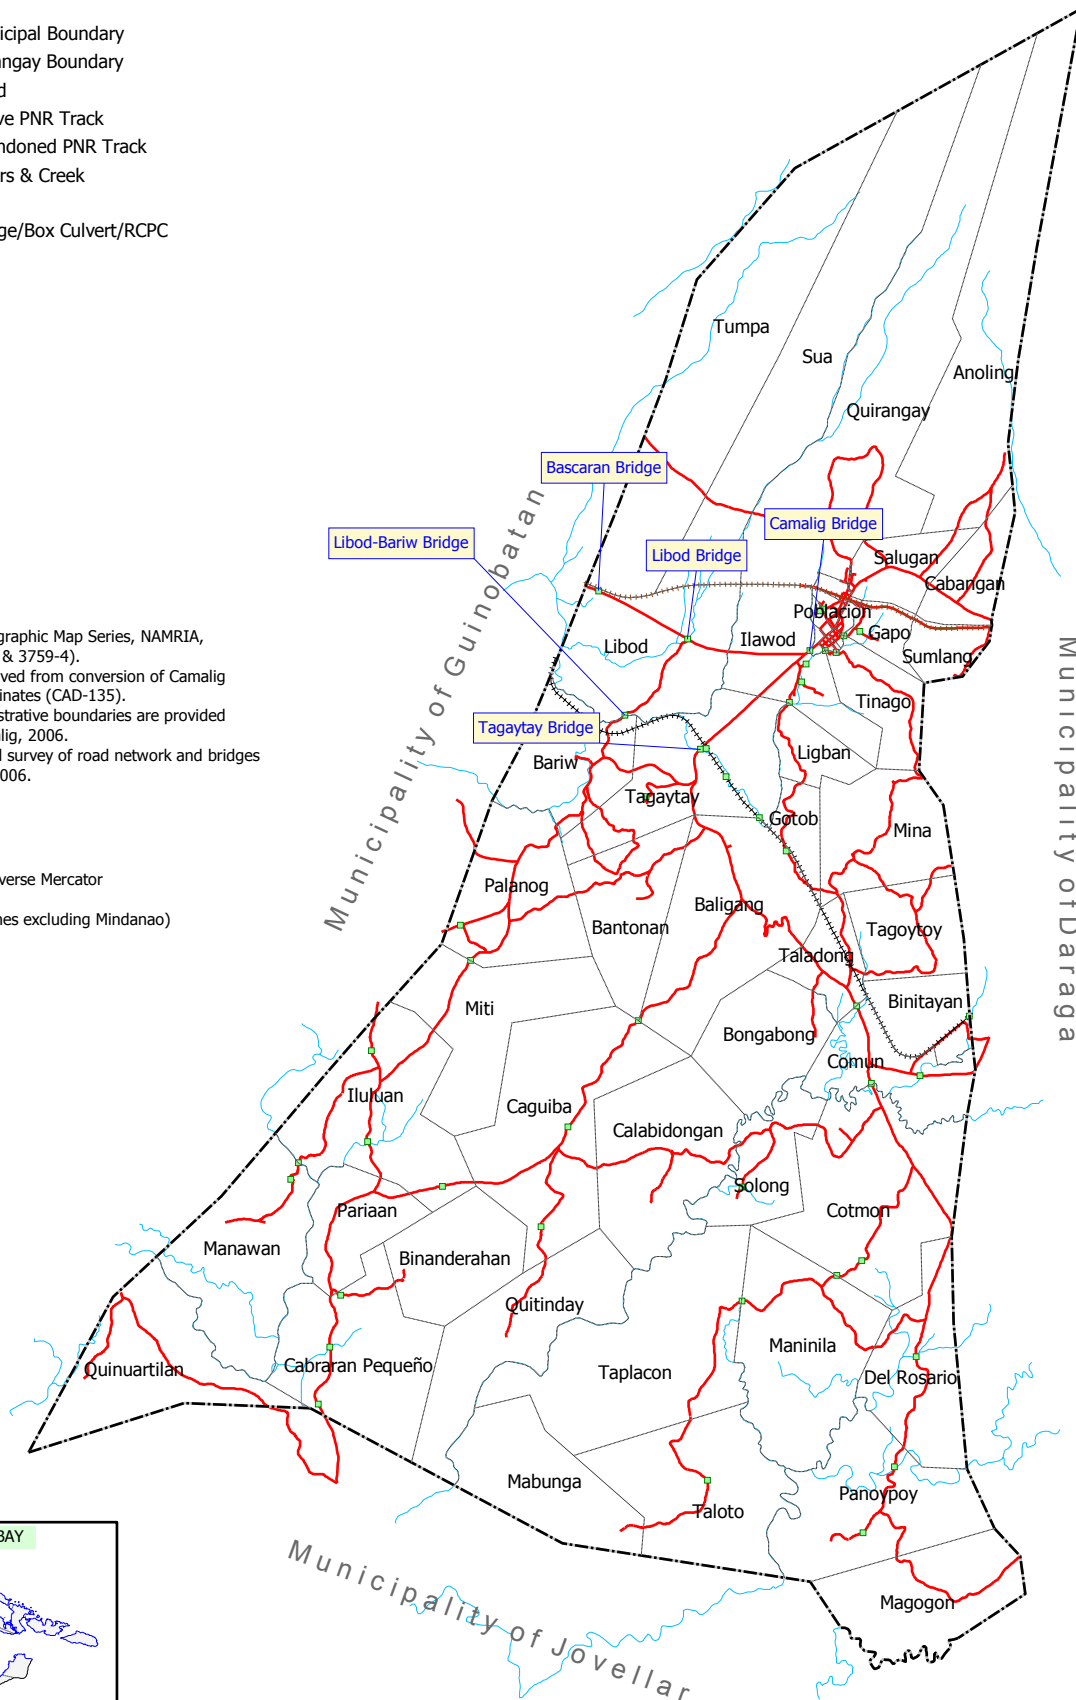 icipal Boundary
angay Boundary
d
ve PNR Track
ndoned PNR Track
rs & Creek
ge/Box Culvert/RCPC
Tumpa
Sua
Anoling
Quirangay
Bascaran Bridge
Camalig Bridge
Libod-Bariw Bridge
Libod Bridge
Salugan
Cabangan
Poblacion
Gapo
Libod
Ilawod
Sumlang
Municipality of Guinobatan
Municipality of Daraga
graphic Map Series, NAMRIA,
& 3759-4).
ved from conversion of Camalig
inates (CAD-135).
strative boundaries are provided
alig, 2006.
d survey of road network and bridges
006.
Tinago
Tagaytay Bridge
Ligban
Bariw
Tagaytay
Gotob
Mina
verse Mercator
nes excluding Mindanao)
Palanog
Baligang
Bantonan
Tagoytoy
Taladong
Binitayan
Miti
Bongabong
Comun
Iluluan
Caguiba
Calabidongan
Solong
Pariaan
Cotmon
Manawan
Binanderahan
Quitinday
Maninila
Quinuartilan
Cabraran Pequeño
Taplacon
Del Rosario
Mabunga
Panoypoy
Taloto
BAY
Magogon
Municipality of Jovellar